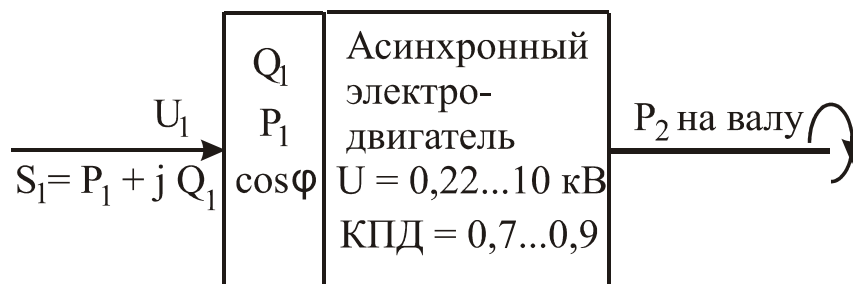 U₁
S₁= P₁ + j Q₁
Q₁
P₁
cosφ
Асинхронный
электро-
двигатель
U = 0,22...10 кВ
КПД = 0,7...0,9
P₂ на валу